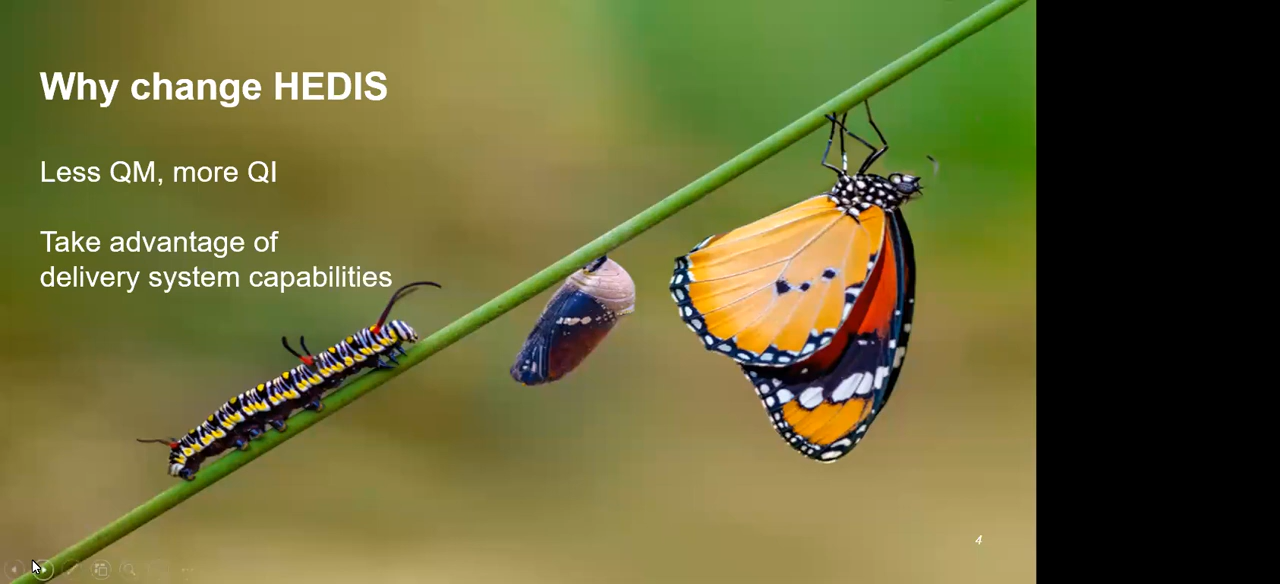 Why change HEDIS
Less QM, more QI
Take advantage of
delivery system capabilities
4